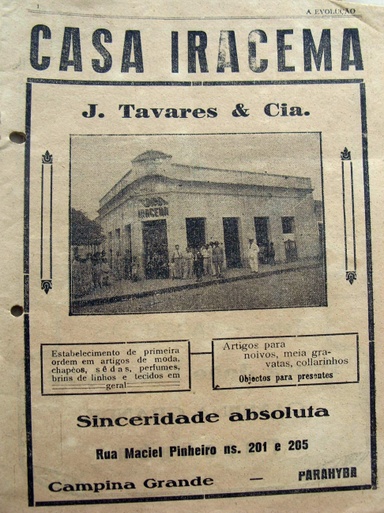 1
A EVOLUÇÃO
CASA IRACEMA
J. Tavares & Cia.
IRACEMA
Estabelecimento de primeira
ordem em artigos de moda,
chapéos, sêdas, perfumes,
brins de linhos e tecidos em
geral
Artigos para
noivos, meia gra-
vatas, collarinhos
Objectos para presentes
Sinceridade absoluta
Rua Maciel Pinheiro ns. 201 e 205
Campina Grande — PARAHYBA